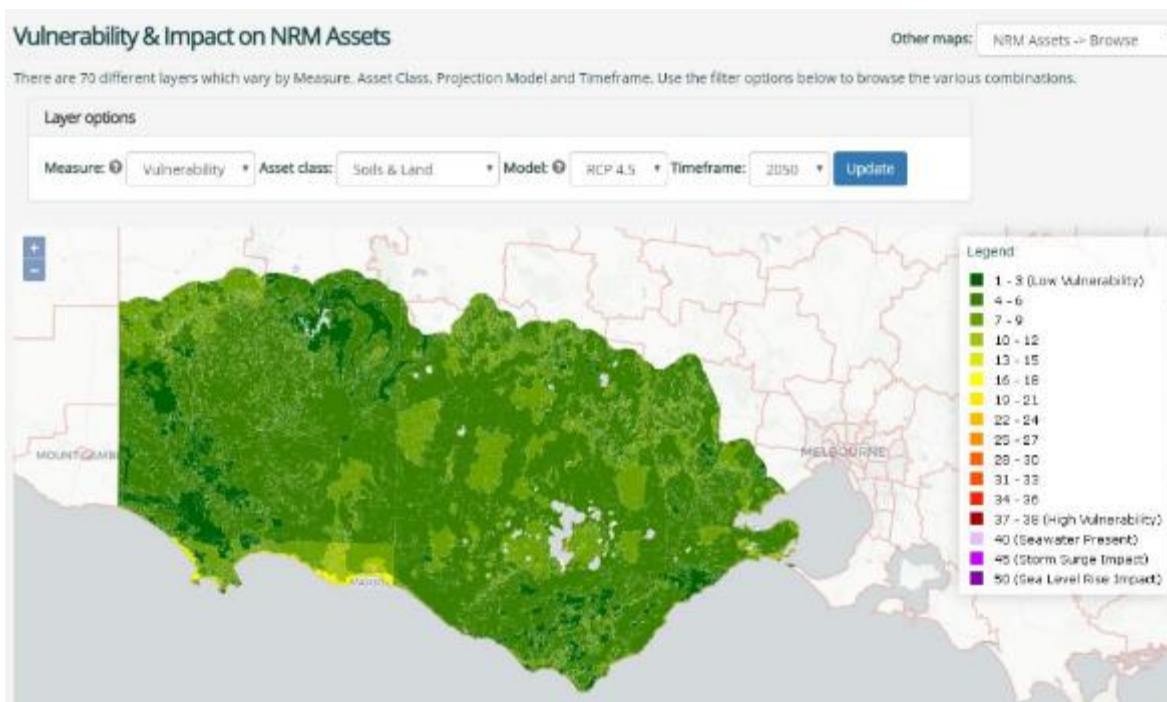 Vulnerability & Impact on NRM Assets
Other maps: NRM Assets -> Browse
There are 70 different layers which vary by Measure, Asset Class, Projection Model and Timeframe. Use the filter options below to browse the various combinations.
Layer options
Measure: Vulnerability Asset class: Soils & Land Model: RCP 4.5 Timeframe: 2050 Update
+
-
Legend
1 - 3 (Low Vulnerability)
4 - 6
7 - 9
10 - 12
13 - 15
16 - 18
19 - 21
22 - 24
25 - 27
28 - 30
31 - 33
34 - 36
37 - 38 (High Vulnerability)
40 (Seawater Present)
45 (Storm Surge Impact)
50 (Sea Level Rise Impact)
MELBOURNE